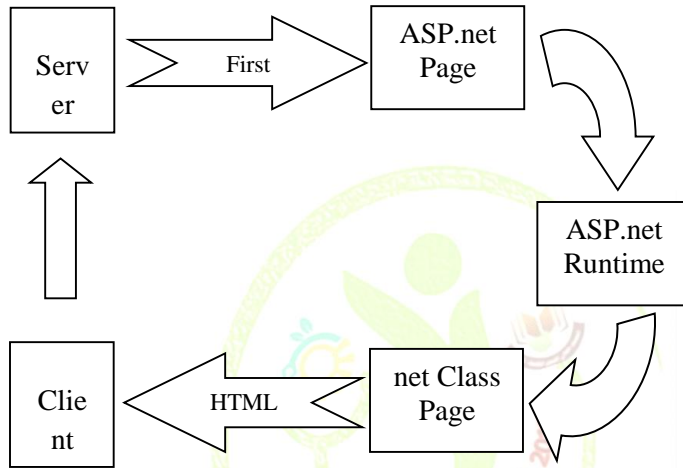 Serv
er
First
ASP.net
Page
ASP.net
Runtime
net Class
Page
HTML
Clie
nt